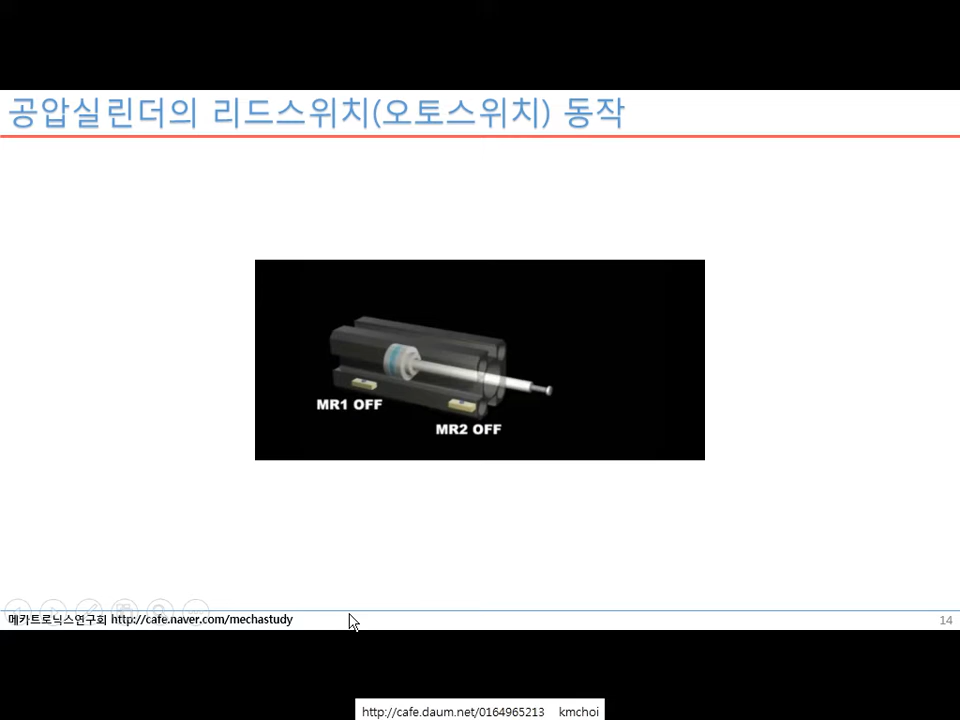 공압실린더의 리드스위치(오토스위치) 동작
MR1 OFF
MR2 OFF
메카트로닉스연구회 http://cafe.naver.com/mechastudy
14
http://cafe.daum.net/0164965213 kmchoi